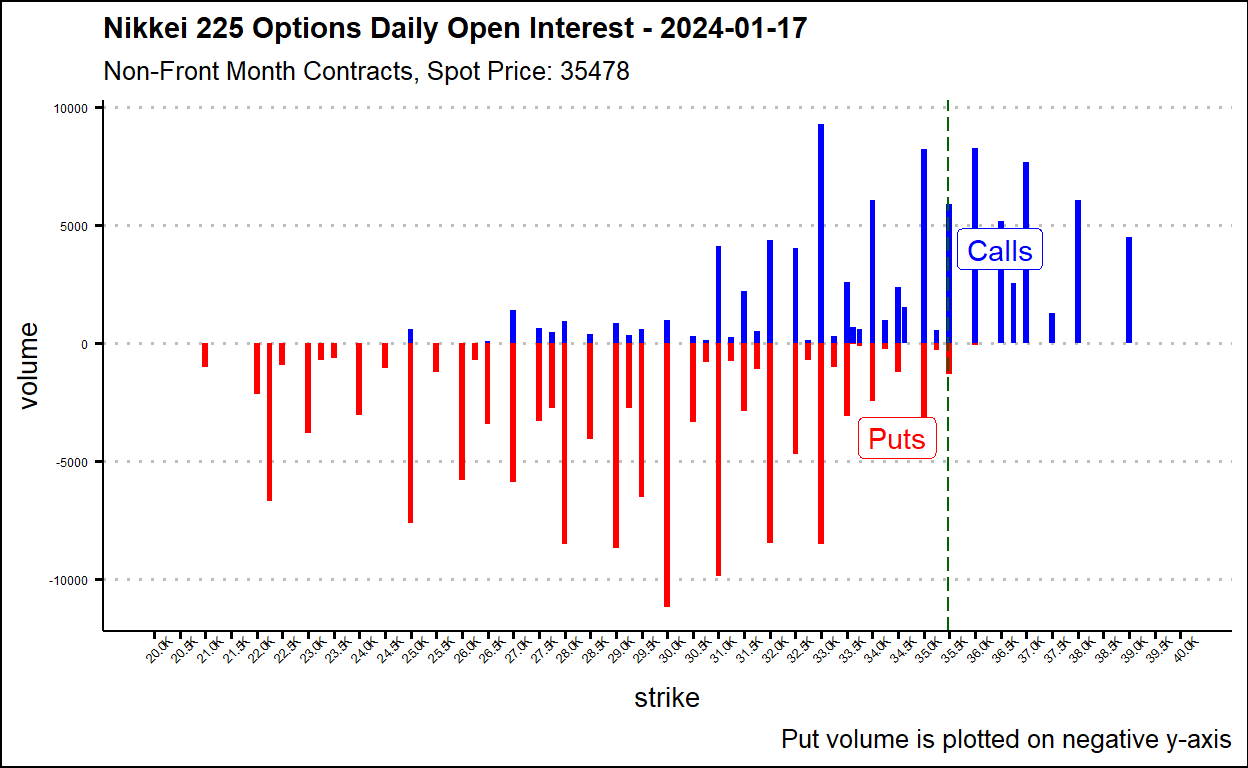 Nikkei 225 Options Daily Open Interest - 2024-01-17
Non-Front Month Contracts, Spot Price: 35478
10000
5000
0
-5000
-10000
volume
Calls
Puts
20.0K
20.5K
21.0K
21.5K
22.0K
22.5K
23.0K
23.5K
24.0K
24.5K
25.0K
25.5K
26.0K
26.5K
27.0K
27.5K
28.0K
28.5K
29.0K
29.5K
30.0K
30.5K
31.0K
31.5K
32.0K
32.5K
33.0K
33.5K
34.0K
34.5K
35.0K
35.5K
36.0K
36.5K
37.0K
37.5K
38.0K
38.5K
39.0K
39.5K
40.0K
strike
Put volume is plotted on negative y-axis